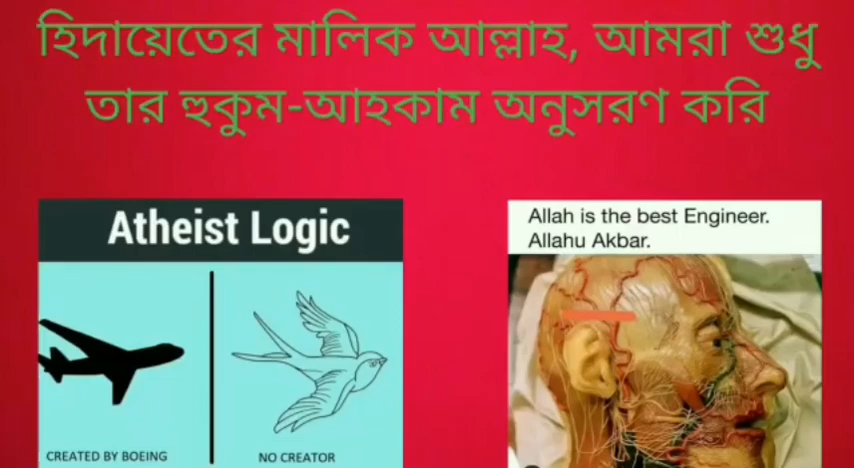 হিদায়েতের মালিক আল্লাহ, আমরা শুধু
তার হুকুম-আহকাম অনুসরণ করি
Atheist Logic
CREATED BY BOEING
NO CREATOR
Allah is the best Engineer.
Allahu Akbar.